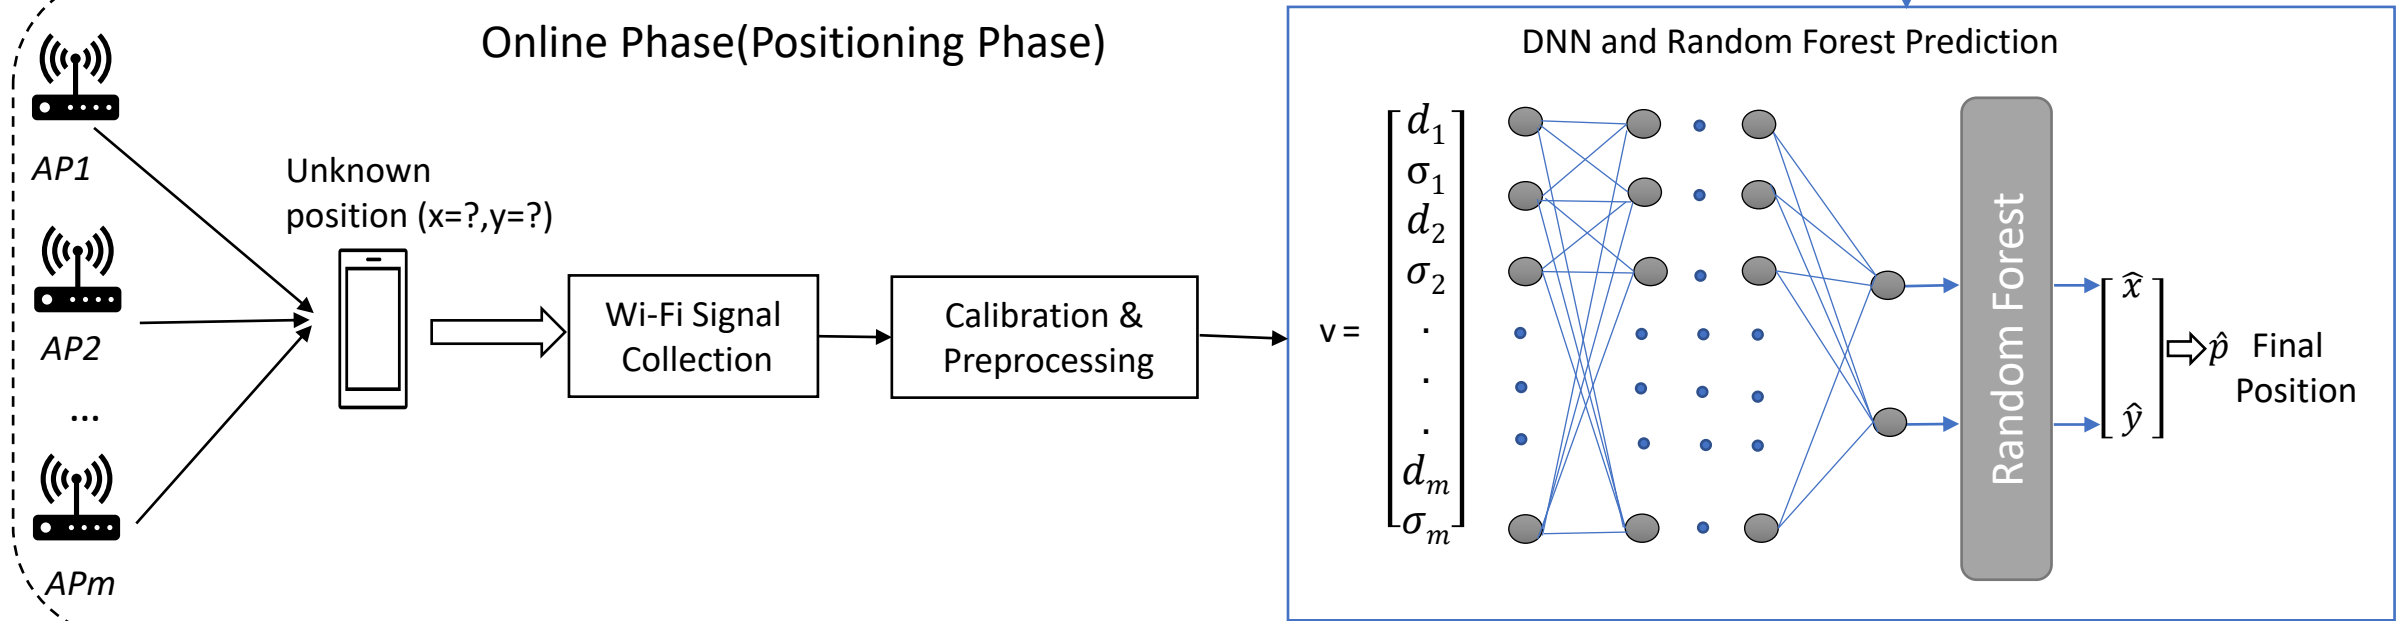 Online Phase(Positioning Phase)
AP1
AP2
...
APm
Unknown
position (x=?,y=?)
Wi-Fi Signal
Collection
Calibration &
Preprocessing
DNN and Random Forest Prediction
v =
d₁
σ₁
d₂
σ₂
.
.
.
dₘ
σₘ
Random Forest
x̂
ŷ
p̂ Final
Position